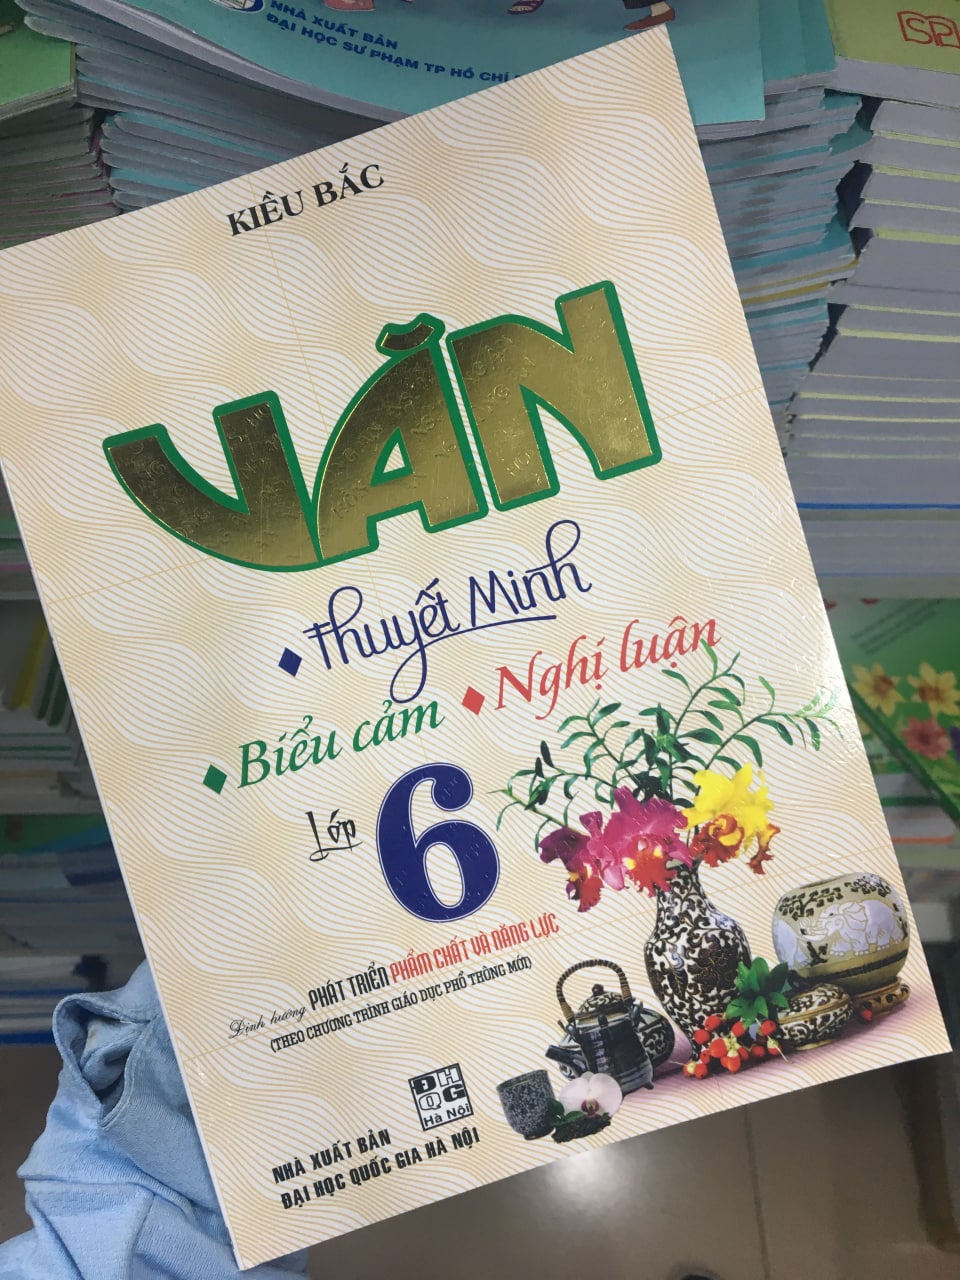 NHÀ XUẤT BẢN
ĐẠI HỌC SƯ PHẠM TP HỒ CHÍ
KIỀU BẮC
VĂN
Thuyết Minh
Biểu cảm
Nghị luận
Lớp 6
Định hướng PHÁT TRIỂN PHẨM CHẤT VÀ NĂNG LỰC
(THEO CHƯƠNG TRÌNH GIÁO DỤC PHỔ THÔNG MỚI)
ĐH
QG
Hà Nội
NHÀ XUẤT BẢN
ĐẠI HỌC QUỐC GIA HÀ NỘI